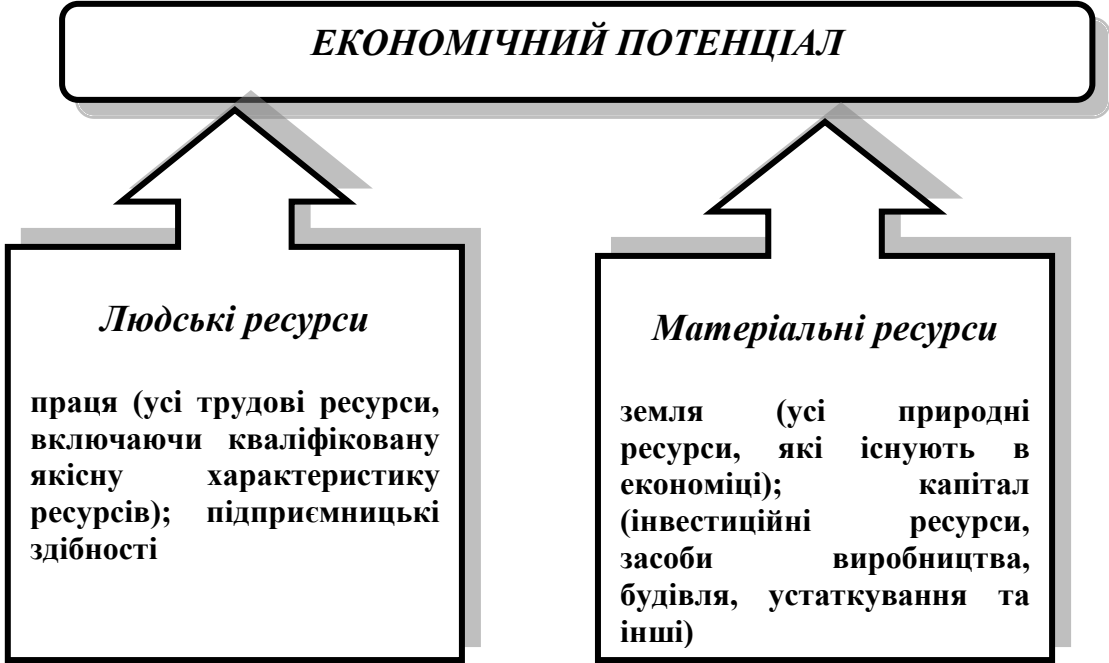 ЕКОНОМІЧНИЙ ПОТЕНЦІАЛ
Людські ресурси
праця (усі трудові ресурси,
включаючи кваліфіковану
якісну характеристику
ресурсів); підприємницькі
здібності
Матеріальні ресурси
земля (усі природні
ресурси, які існують в
економіці); капітал
(інвестиційні ресурси,
засоби виробництва,
будівля, устаткування та
інші)